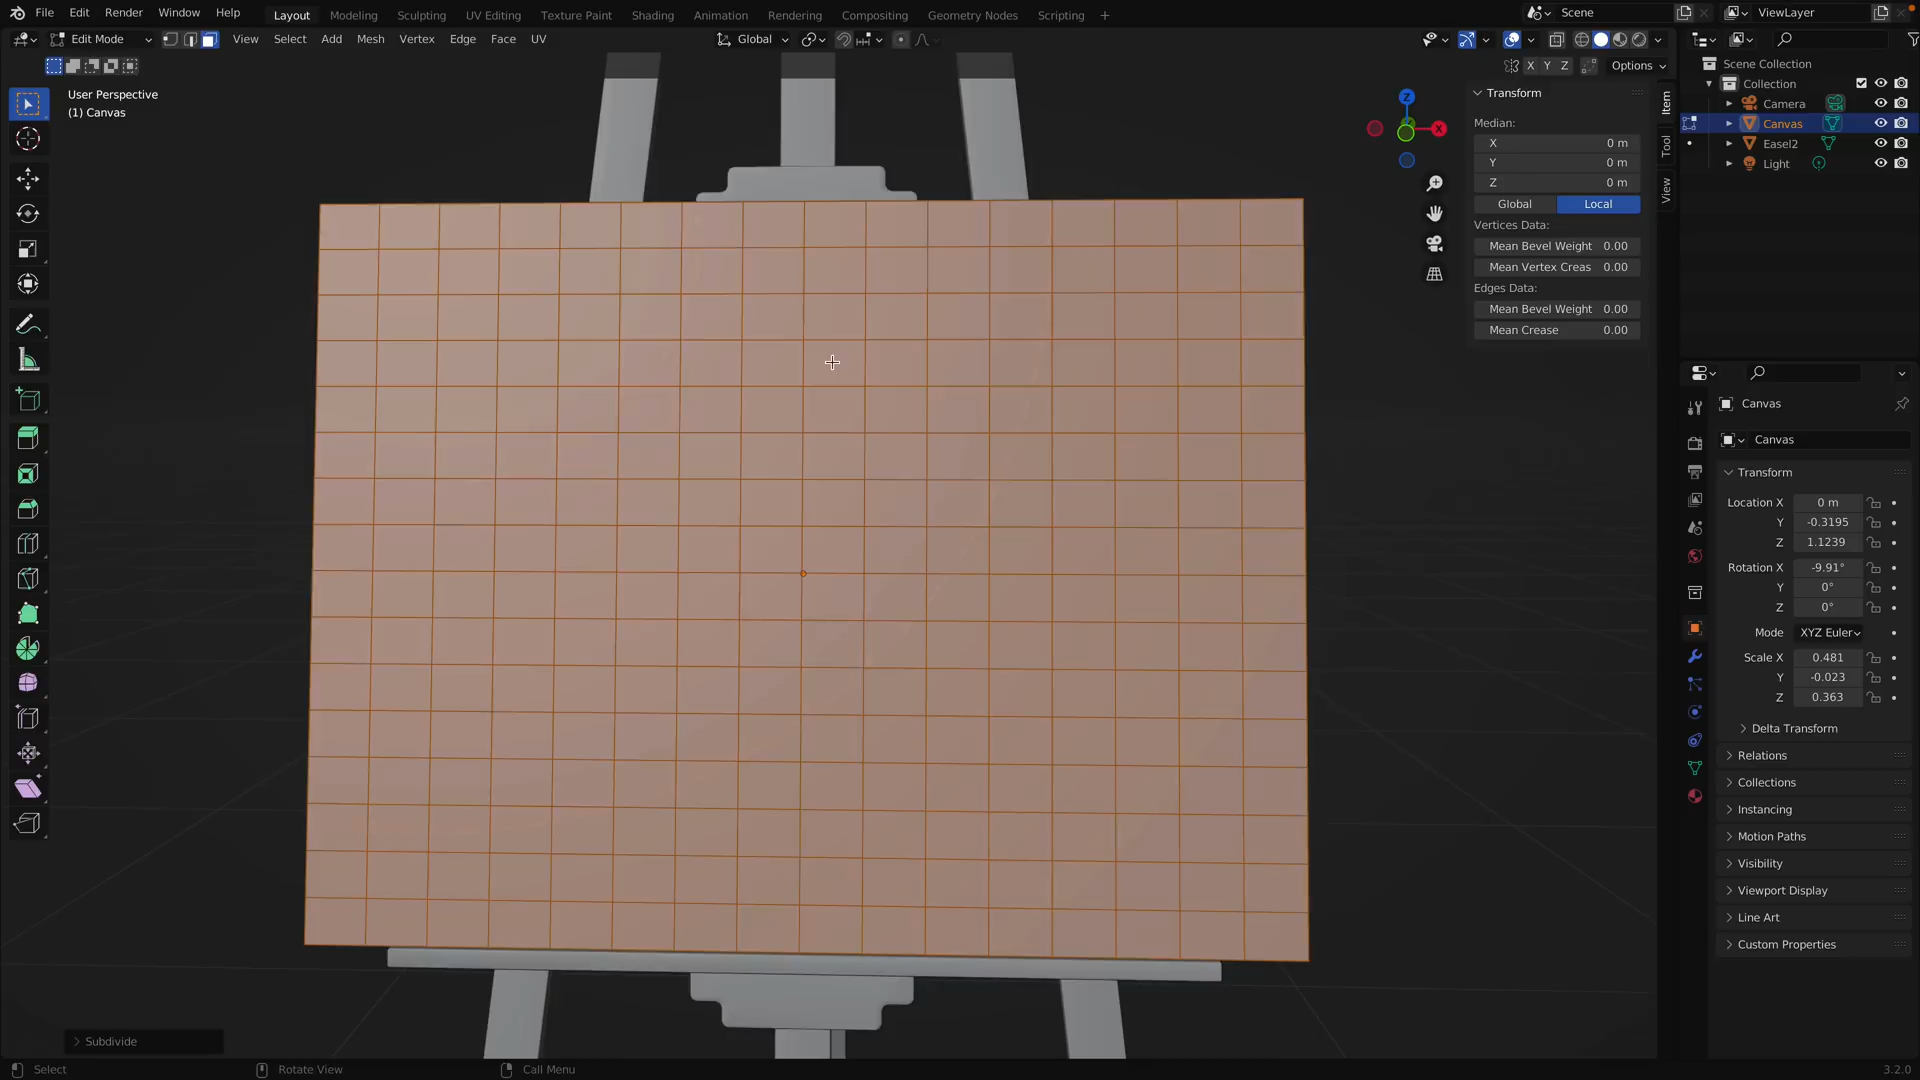 File Edit Render Window Help Layout Modeling Sculpting UV Editing Texture Paint Shading Animation Rendering Compositing Geometry Nodes Scripting + Scene ViewLayer
Edit Mode View Select Add Mesh Vertex Edge Face UV Global
X Y Z Options
User Perspective
(1) Canvas
Z
X
Transform
Median:
X 0 m
Y 0 m
Z 0 m
Global Local
Vertices Data:
Mean Bevel Weight 0.00
Mean Vertex Creas 0.00
Edges Data:
Mean Bevel Weight 0.00
Mean Crease 0.00
Item
Tool
View
Scene Collection
Collection
Camera
Canvas
Easel2
Light
Canvas
Canvas
Transform
Location X 0 m
Y -0.3195
Z 1.1239
Rotation X -9.91°
Y 0°
Z 0°
Mode XYZ Euler
Scale X 0.481
Y -0.023
Z 0.363
Delta Transform
Relations
Collections
Instancing
Motion Paths
Visibility
Viewport Display
Line Art
Custom Properties
Subdivide
Select Rotate View Call Menu 3.2.0